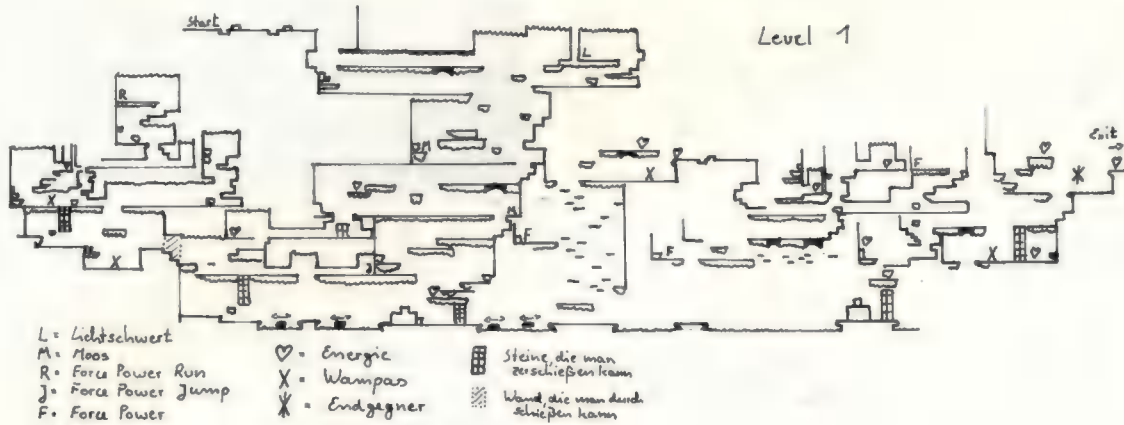 Start
Level 1
Exit
L
R
M
F
M
F
F
J
X
X
X
X
L = Lichtschwert
M = Moos
R = Force Power Run
J = Force Power Jump
F = Force Power
♡ = Energie
X = Wampas
= Endgegner
Steine, die man
zerschießen kann
Wand, die man durch
schießen kann